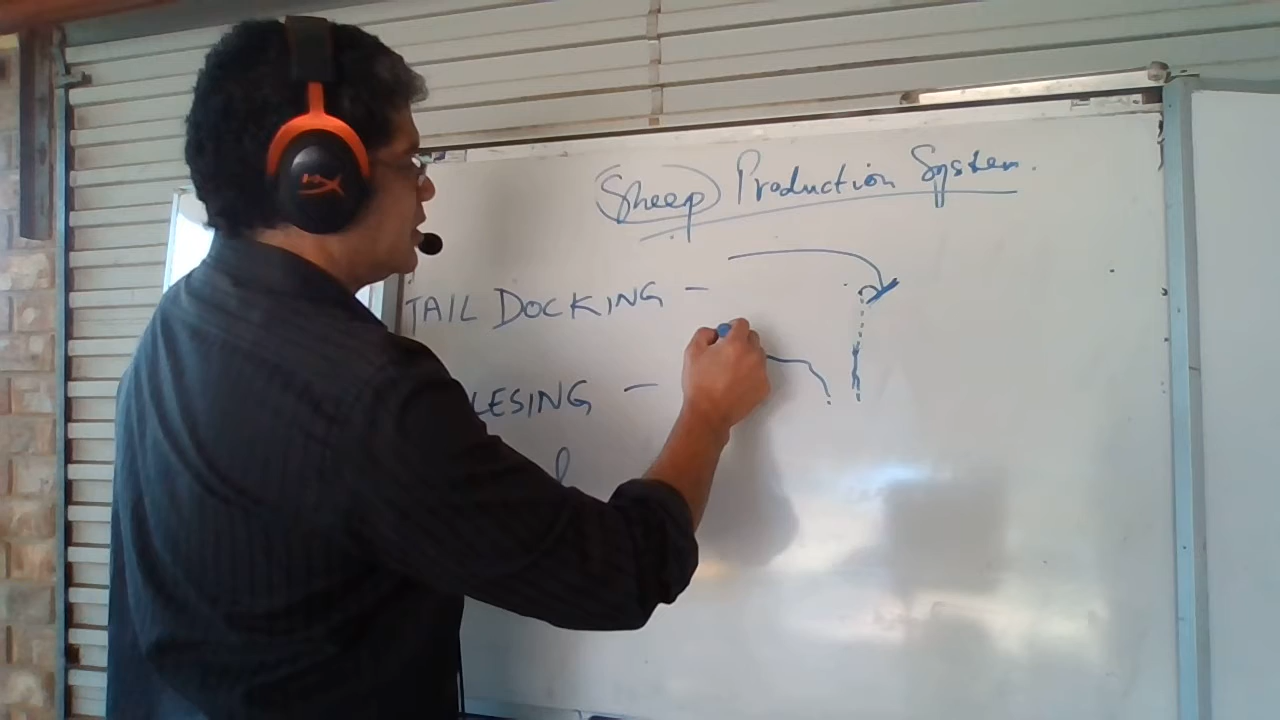 Sheep Production System.
TAIL DOCKING -
LESING -